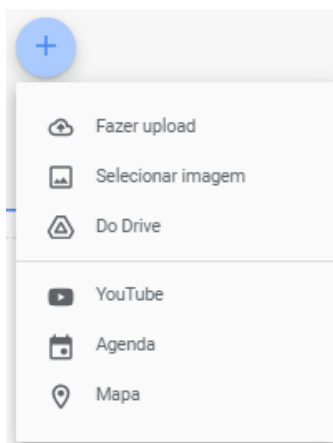 Fazer upload
Selecionar imagem
Do Drive
YouTube
Agenda
Mapa